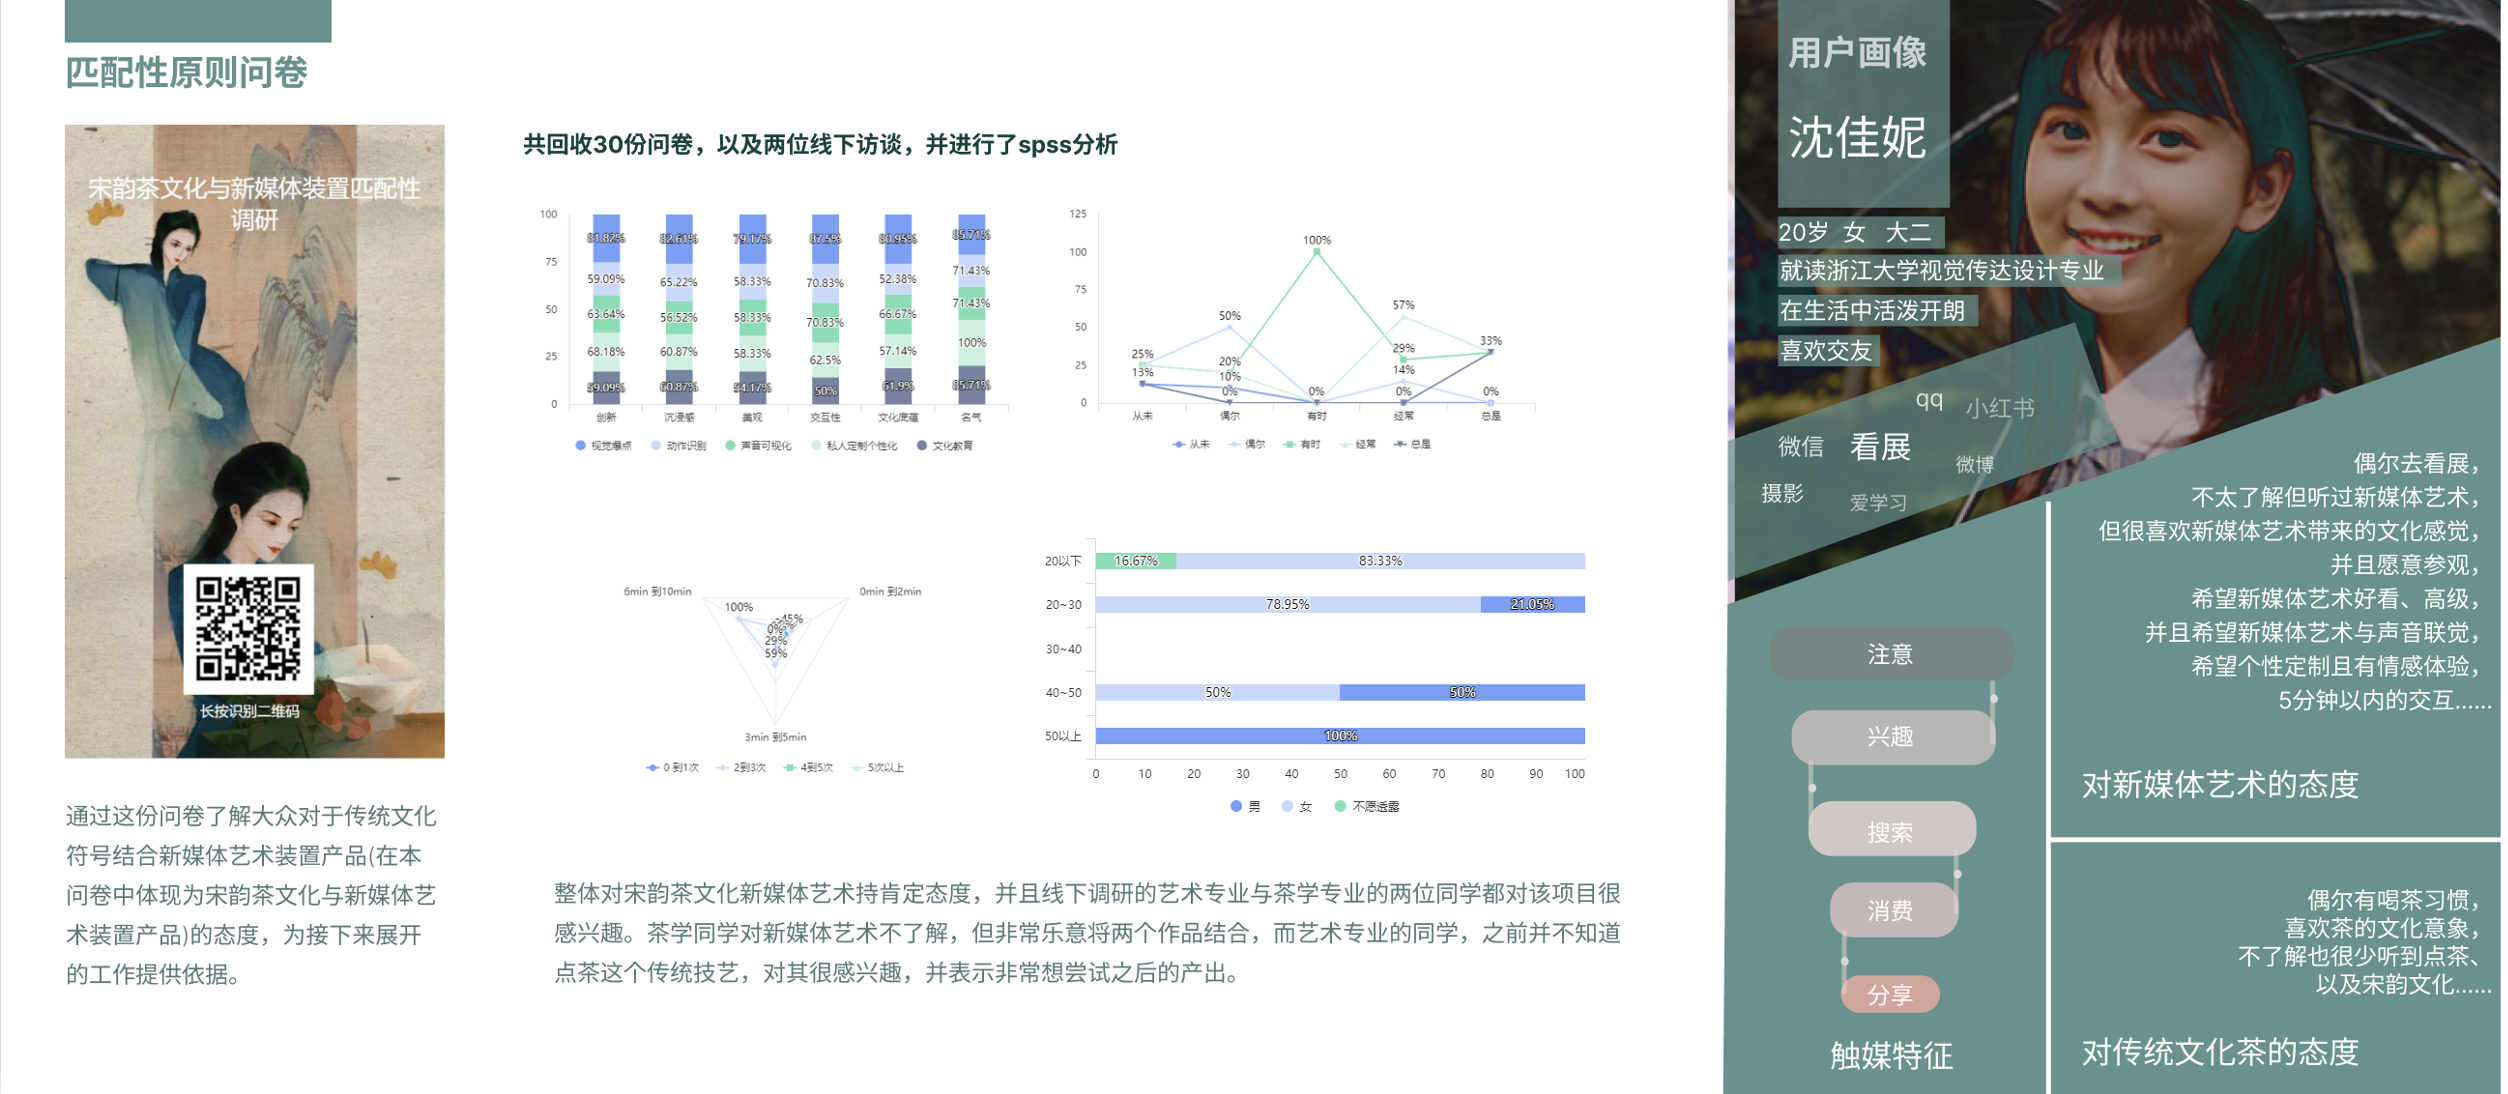 匹配性原则问卷
宋韵茶文化与新媒体装置匹配性
调研
长按识别二维码
通过这份问卷了解大众对于传统文化
符号结合新媒体艺术装置产品(在本
问卷中体现为宋韵茶文化与新媒体艺
术装置产品)的态度，为接下来展开
的工作提供依据。
共回收30份问卷，以及两位线下访谈，并进行了spss分析
100
75
50
25
0
81.82% 82.61% 79.17% 87.5% 80.95% 85.71%
59.09% 65.22% 58.33% 70.83% 52.38% 71.43%
63.64% 56.52% 58.33% 70.83% 66.67% 71.43%
68.18% 60.87% 58.33% 62.5% 57.14% 100%
59.09% 60.87% 54.17% 50% 61.9% 85.71%
创新 沉浸感 美观 交互性 文化底蕴 名气
视觉爆点 动作识别 声音可视化 私人定制个性化 文化教育
125
100
75
50
25
0
100%
57%
50%
33%
29%
25%
20%
14%
13%
10%
0% 0% 0% 0%
从未 偶尔 有时 经常 总是
从未 偶尔 有时 经常 总是
6min 到10min
0min 到2min
100%
45%
0%
29%
59%
3min 到5min
0 到1次 2到3次 4到5次 5次以上
20以下 16.67% 83.33%
20~30 78.95% 21.05%
30~40
40~50 50% 50%
50以上 100%
0 10 20 30 40 50 60 70 80 90 100
男 女 不愿透露
整体对宋韵茶文化新媒体艺术持肯定态度，并且线下调研的艺术专业与茶学专业的两位同学都对该项目很
感兴趣。茶学同学对新媒体艺术不了解，但非常乐意将两个作品结合，而艺术专业的同学，之前并不知道
点茶这个传统技艺，对其很感兴趣，并表示非常想尝试之后的产出。
用户画像
沈佳妮
20岁 女 大二
就读浙江大学视觉传达设计专业
在生活中活泼开朗
喜欢交友
qq
小红书
微信
看展
微博
摄影
爱学习
注意
兴趣
搜索
消费
分享
触媒特征
偶尔去看展，
不太了解但听过新媒体艺术，
但很喜欢新媒体艺术带来的文化感觉，
并且愿意参观，
希望新媒体艺术好看、高级，
并且希望新媒体艺术与声音联觉，
希望个性定制且有情感体验，
5分钟以内的交互......
对新媒体艺术的态度
偶尔有喝茶习惯，
喜欢茶的文化意象，
不了解也很少听到点茶、
以及宋韵文化......
对传统文化茶的态度